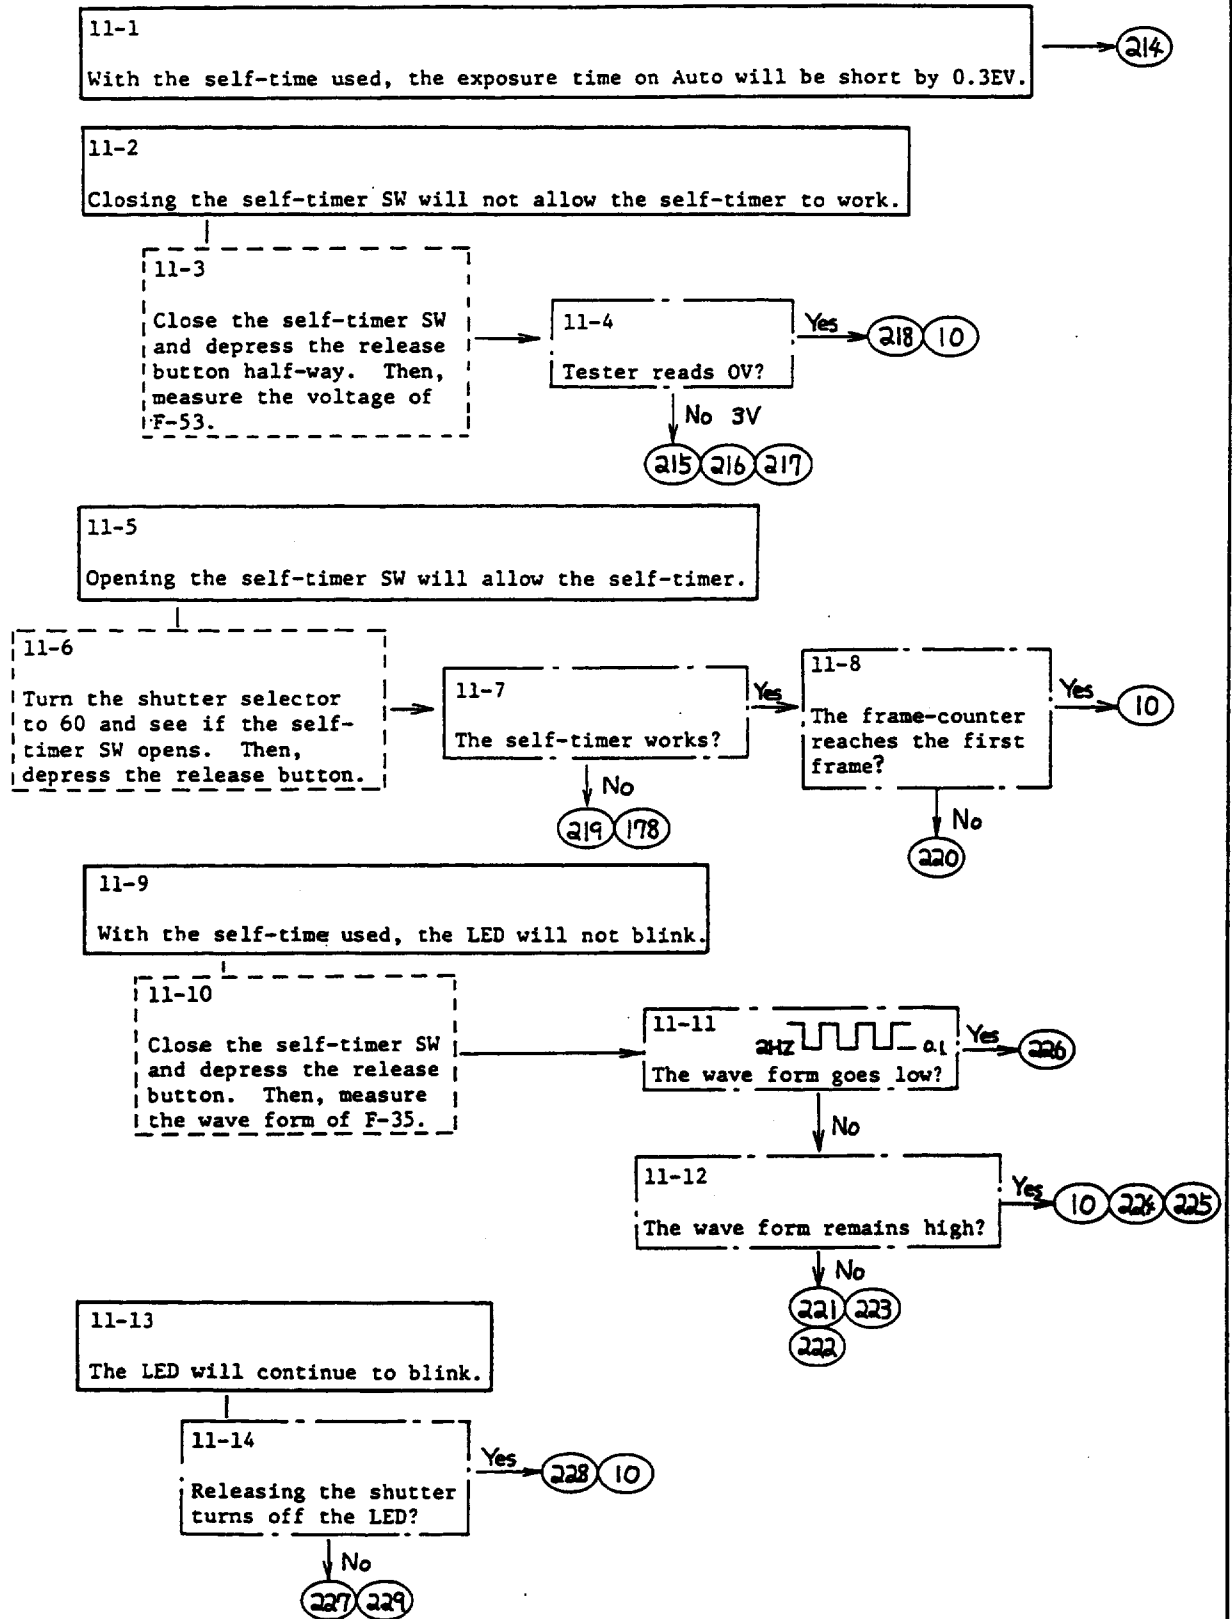 11-1
214
With the self-time used, the exposure time on Auto will be short by 0.3EV.
11-2
Closing the self-timer SW will not allow the self-timer to work.
11-3
Close the self-timer SW
and depress the release
button half-way. Then,
measure the voltage of
F-53.
11-4
Tester reads 0V?
Yes
218 10
No 3V
215 216 217
11-5
Opening the self-timer SW will allow the self-timer.
11-6
Turn the shutter selector
to 60 and see if the self-
timer SW opens. Then,
depress the release button.
11-7
The self-timer works?
Yes
No
219 178
11-8
The frame-counter
reaches the first
frame?
Yes
10
No
220
11-9
With the self-time used, the LED will not blink.
11-10
Close the self-timer SW
and depress the release
button. Then, measure
the wave form of F-35.
11-11
2HZ 0.1
The wave form goes low?
Yes
226
No
11-12
The wave form remains high?
Yes
10 224 225
No
221 223
222
11-13
The LED will continue to blink.
11-14
Releasing the shutter
turns off the LED?
Yes
228 10
No
227 229